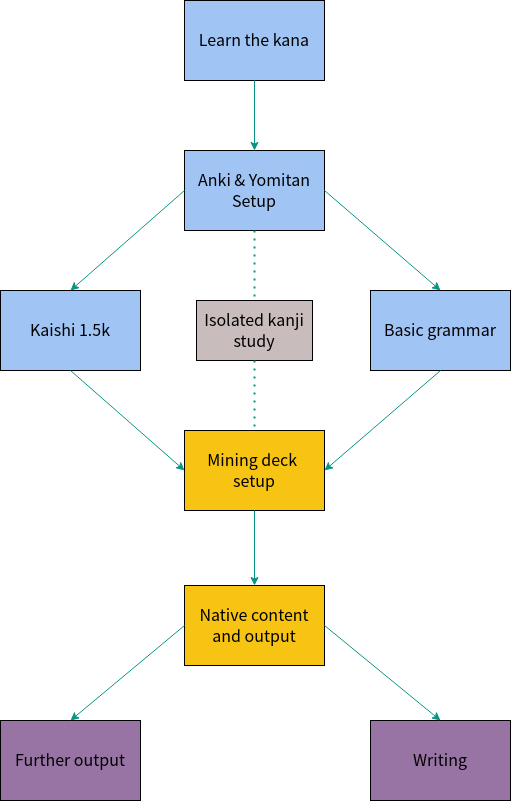 Learn the kana
Anki & Yomitan
Setup
Kaishi 1.5k
Isolated kanji
study
Basic grammar
Mining deck
setup
Native content
and output
Further output
Writing